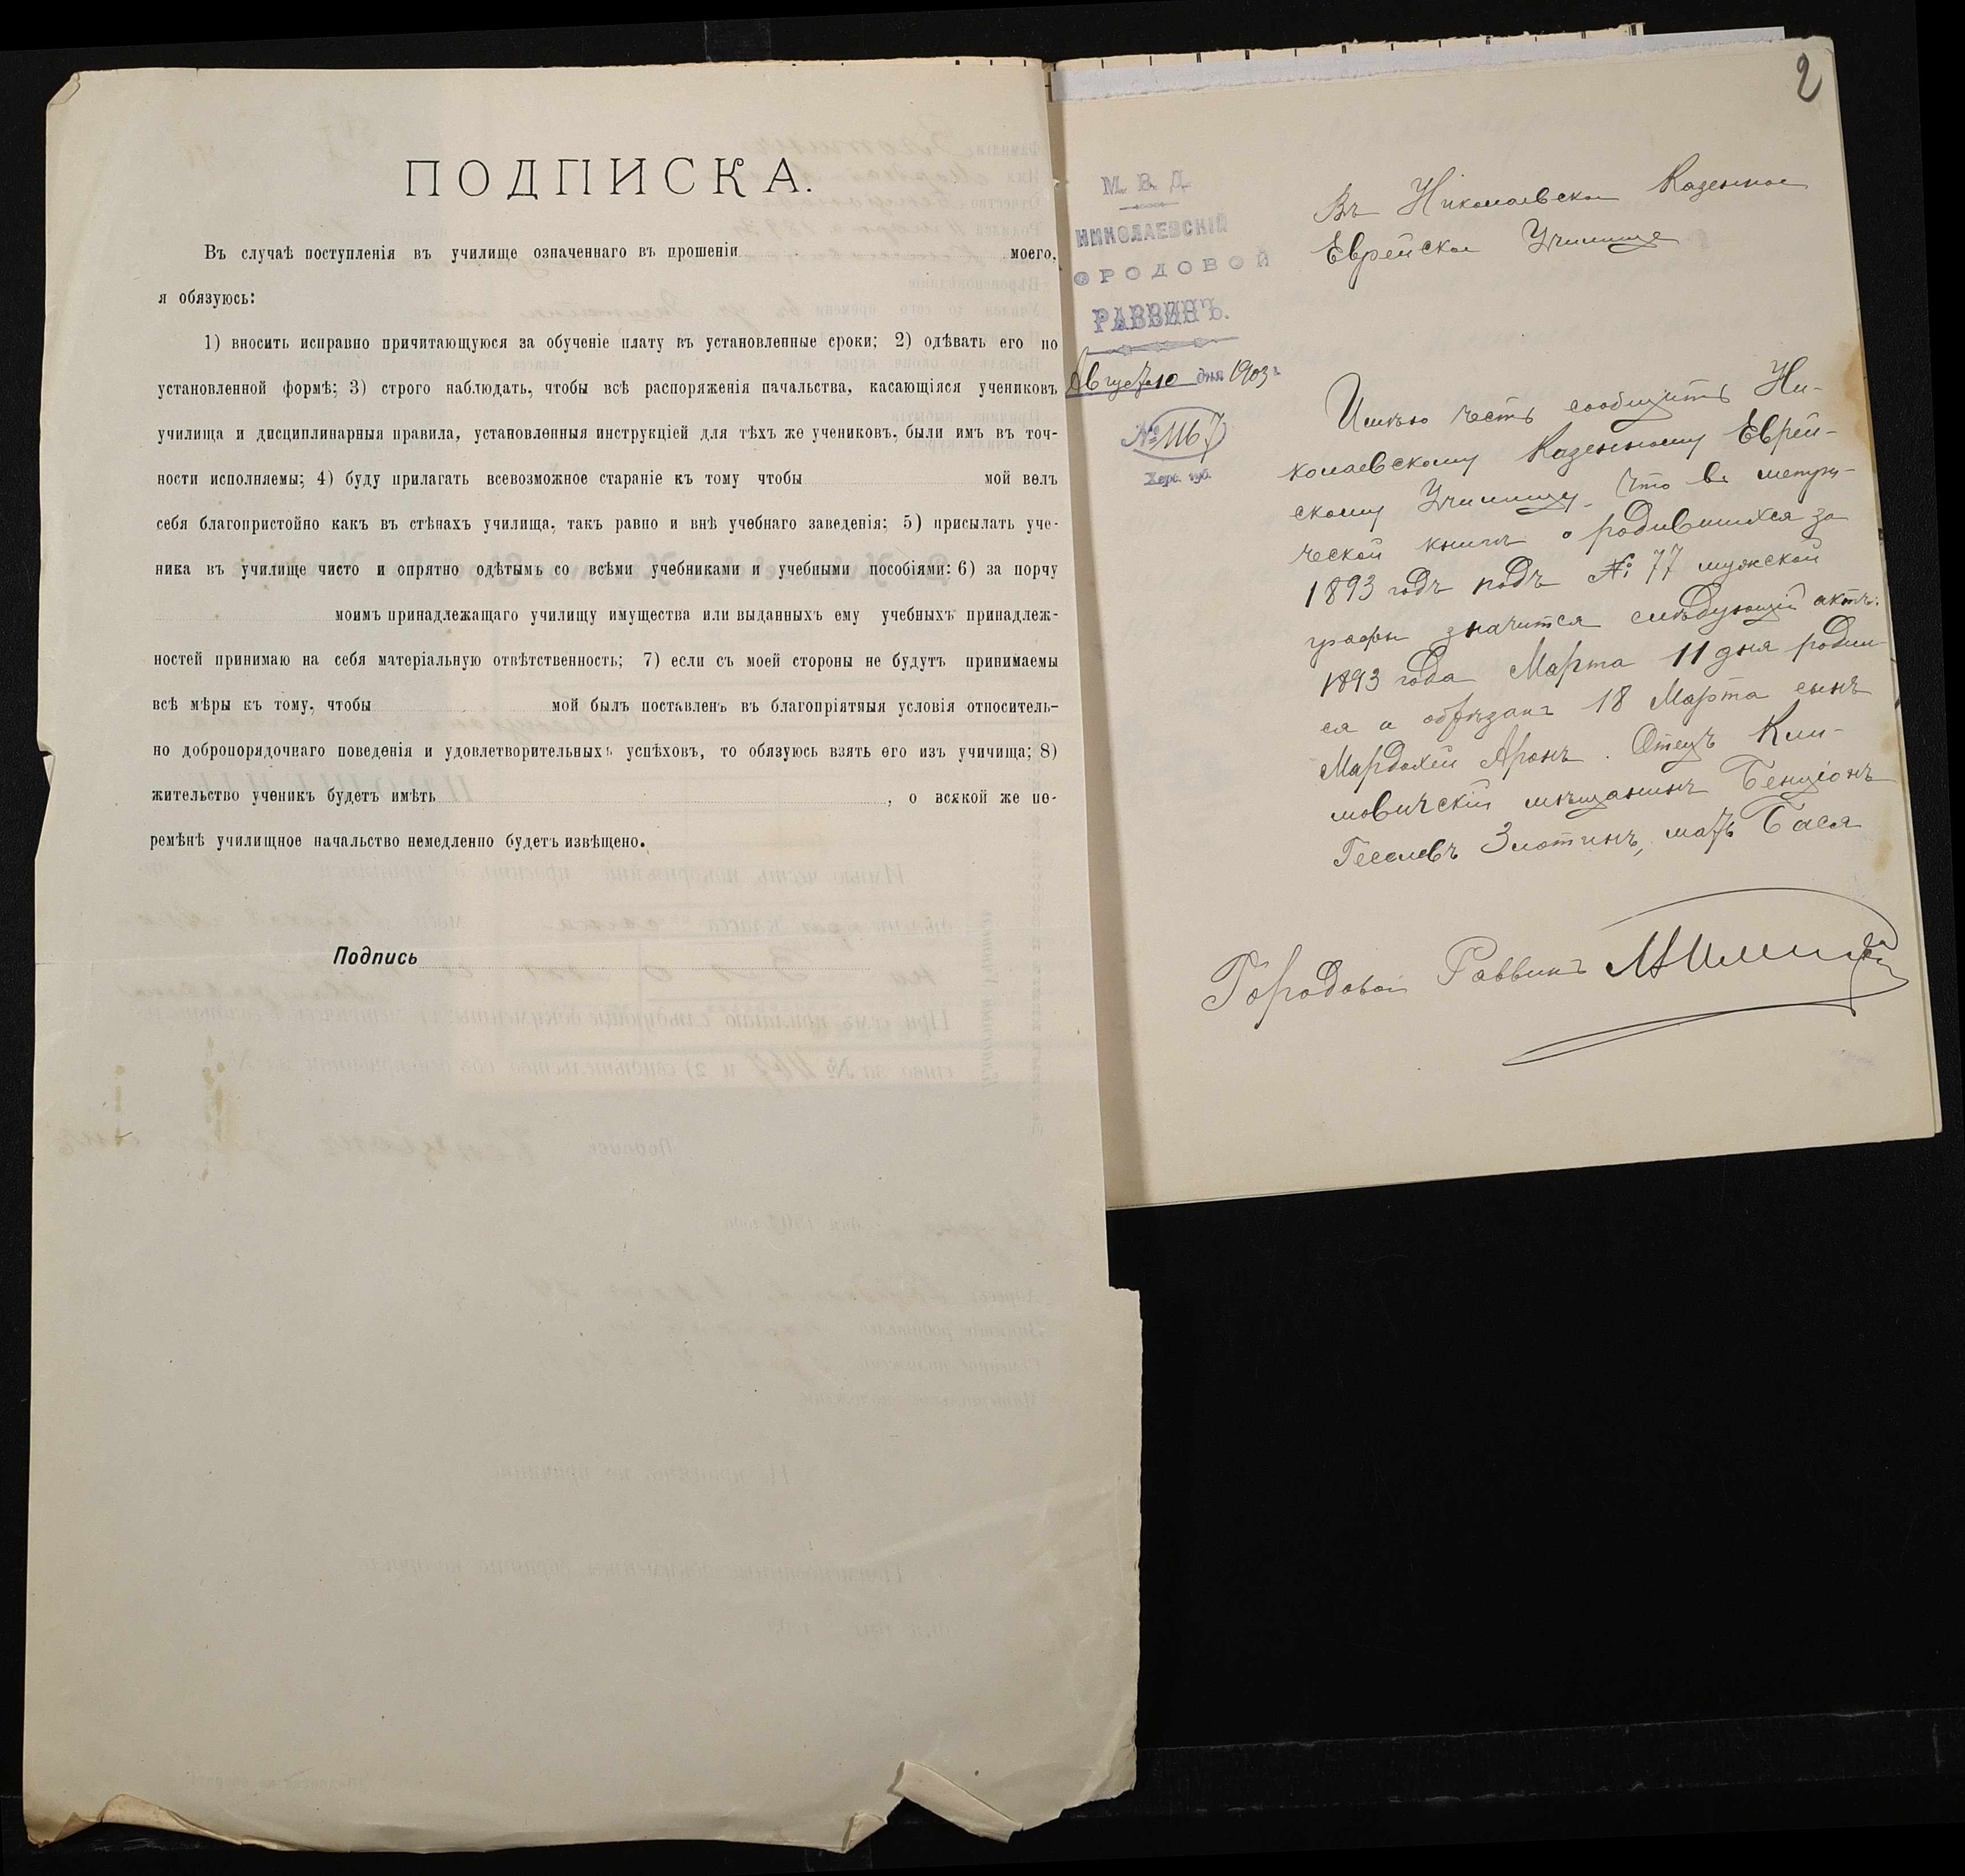 ПОДПИСКА.
Въ случаѣ поступленія въ училище означеннаго въ прошеніи моего,
я обязуюсь:
1) вносить исправно причитающуюся за обученіе плату въ установленные сроки; 2) одѣвать его по
установленной формѣ; 3) строго наблюдать, чтобы всѣ распоряженія начальства, касающіяся учениковъ
училища и дисциплинарныя правила, установленныя инструкціей для тѣхъ же учениковъ, были имъ въ точ-
ности исполняемы; 4) буду прилагать всевозможное стараніе къ тому чтобы мой велъ
себя благопристойно какъ въ стѣнахъ училища, такъ равно и внѣ учебнаго заведенія; 5) присылать уче-
ника въ училище чисто и опрятно одѣтымъ со всѣми учебниками и учебными пособіями: 6) за порчу
моимъ принадлежащаго училищу имущества или выданныхъ ему учебныхъ принадлеж-
ностей принимаю на себя матеріальную отвѣтственность; 7) если съ моей стороны не будутъ принимаемы
всѣ мѣры къ тому, чтобы мой былъ поставленъ въ благопріятныя условія относитель-
но добропорядочнаго поведенія и удовлетворительныхъ успѣховъ, то обязуюсь взять его изъ учичища; 8)
жительство ученикъ будетъ имѣть , о всякой же пе-
ремѣнѣ училищное начальство немедленно будетъ извѣщено.
Подпись
2
М. В. Д.
НИКОЛАЕВСКІЙ
ГОРОДОВОЙ
РАВВИНЪ.
Август 10 дня 1903 г.
№ 1167
Херс. губ.
Въ Николаевское Казенное
Еврейское Училище
Имѣю честь сообщить Ни-
колаевскому Казенному Еврей-
скому Училищу, что въ метри-
ческой книгѣ о родившихся за
1893 годъ подъ № 77 мужской
графы значится слѣдующій актъ:
1893 года Марта 11 дня родил
ся и обрѣзанъ 18 Марта сынъ
Мардохей Аронъ. Отецъ Кли-
мовичскій мѣщанинъ Бенціонъ
Геселевъ Злотинъ, мать Бася
Городовой Раввинъ